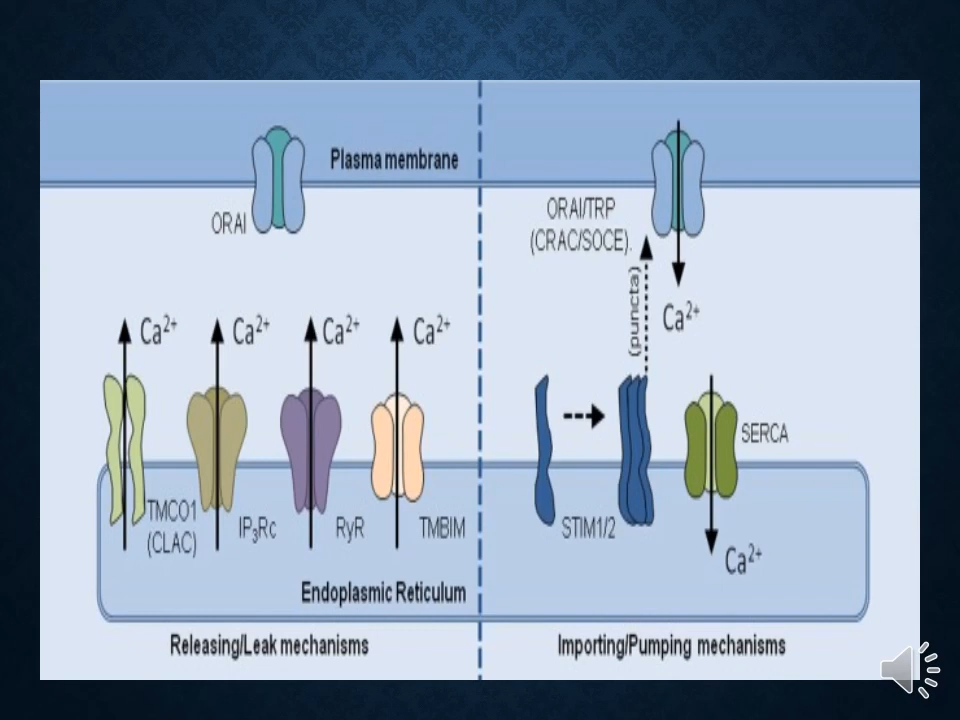 Plasma membrane
ORAI
Ca2+
Ca2+
Ca2+
Ca2+
TMCO1
(CLAC)
IP3Rc
RyR
TMBIM
Endoplasmic Reticulum
Releasing/Leak mechanisms
ORAI/TRP
(CRAC/SOCE).
(puncta)
Ca2+
SERCA
STIM1/2
Ca2+
Importing/Pumping mechanisms